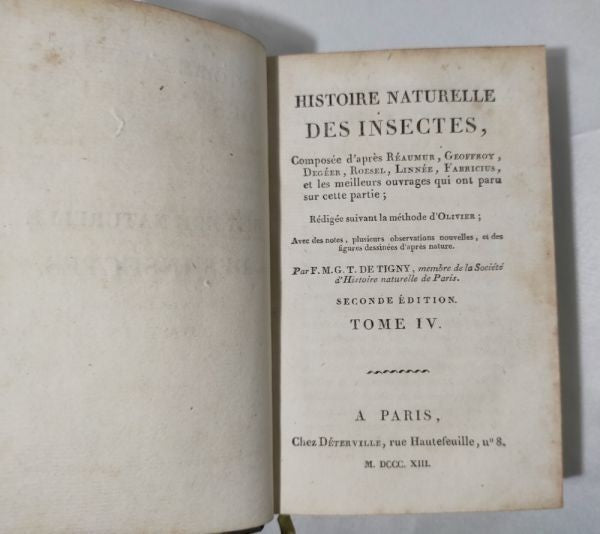 HISTOIRE NATURELLE
DES INSECTES,
Composée d'après RÉAUMUR, GEOFFROY,
DEGÉER, ROESEL, LINNÉE, FABRICIUS,
et les meilleurs ouvrages qui ont paru
sur cette partie ;
Rédigée suivant la méthode d'OLIVIER ;
Avec des notes, plusieurs observations nouvelles, et des
figures dessinées d'après nature.
Par F. M. G. T. DE TIGNY, membre de la Société
d'Histoire naturelle de Paris.
SECONDE ÉDITION.
TOME IV.
A PARIS,
Chez DÉTERVILLE, rue Hautefeuille, nº 8.
M. DCCC. XIII.